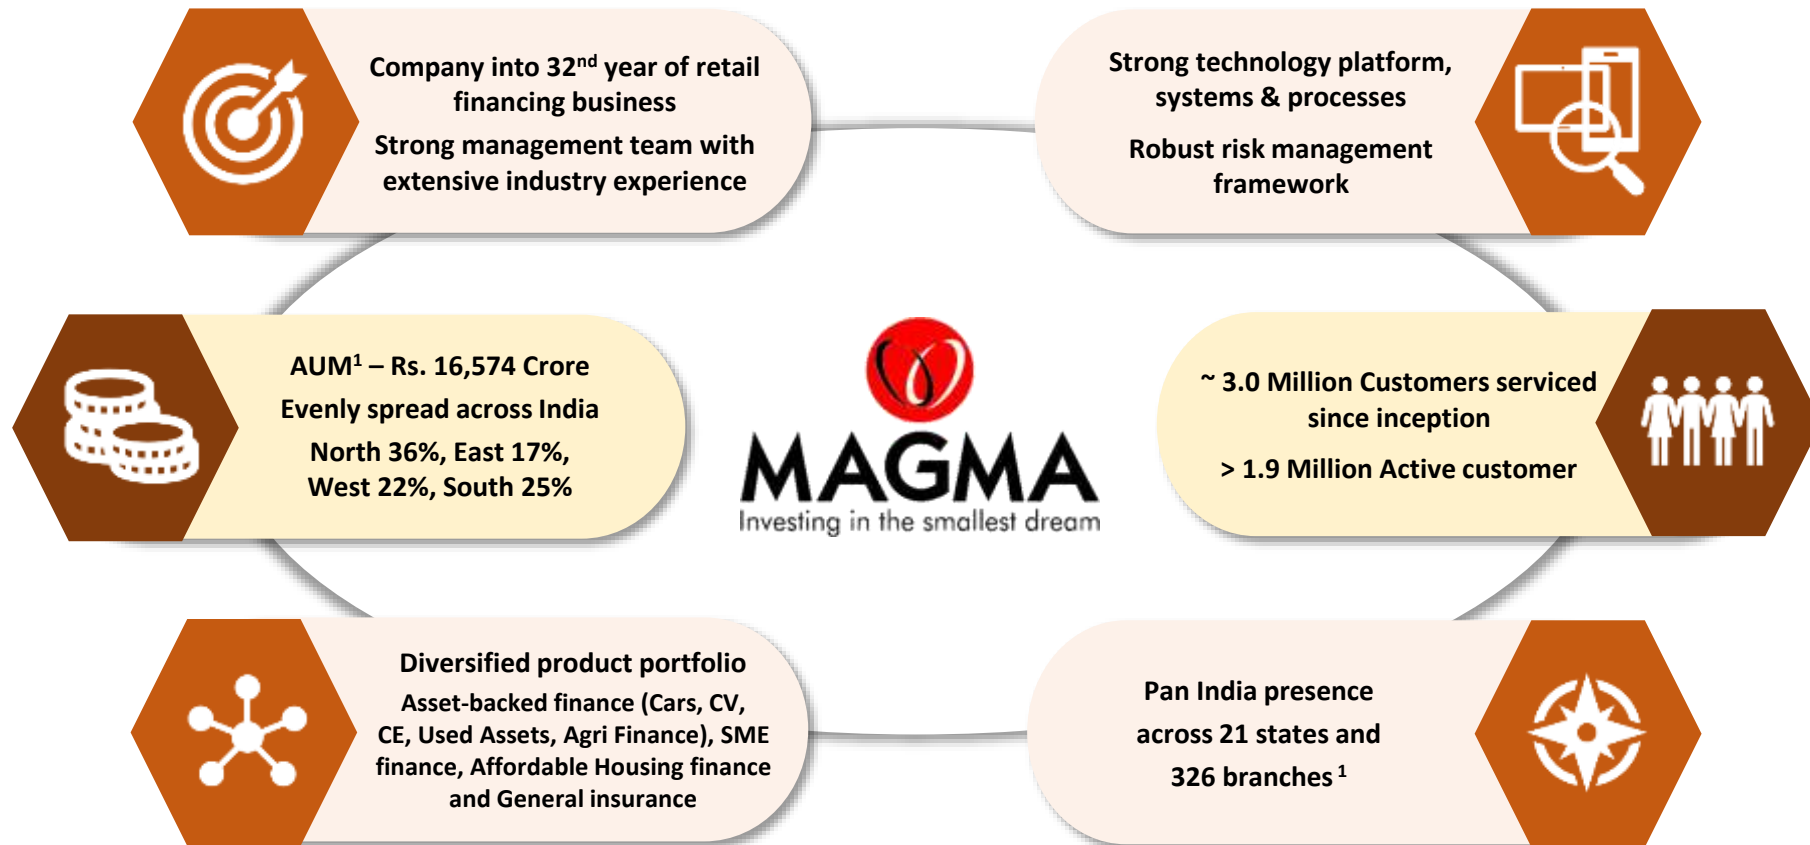 Company into 32nd year of retail
financing business
Strong management team with
extensive industry experience
Strong technology platform,
systems & processes
Robust risk management
framework
AUM1 – Rs. 16,574 Crore
Evenly spread across India
North 36%, East 17%,
West 22%, South 25%
MAGMA
Investing in the smallest dream
~ 3.0 Million Customers serviced
since inception
> 1.9 Million Active customer
Diversified product portfolio
Asset-backed finance (Cars, CV,
CE, Used Assets, Agri Finance), SME
finance, Affordable Housing finance
and General insurance
Pan India presence
across 21 states and
326 branches 1